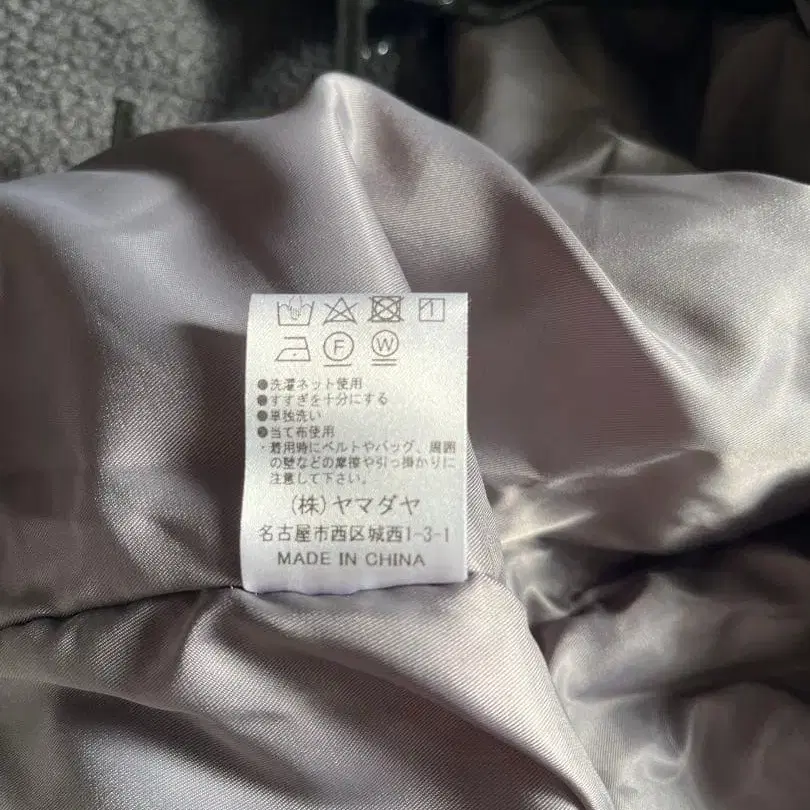 F W
●洗濯ネット使用
●すすぎを十分にする
●単独洗い
●当て布使用
・着用時にベルトやバッグ、周囲
の壁などの摩擦や引っ掛かりに
注意して下さい。
(株)ヤマダヤ
名古屋市西区城西1-3-1
MADE IN CHINA